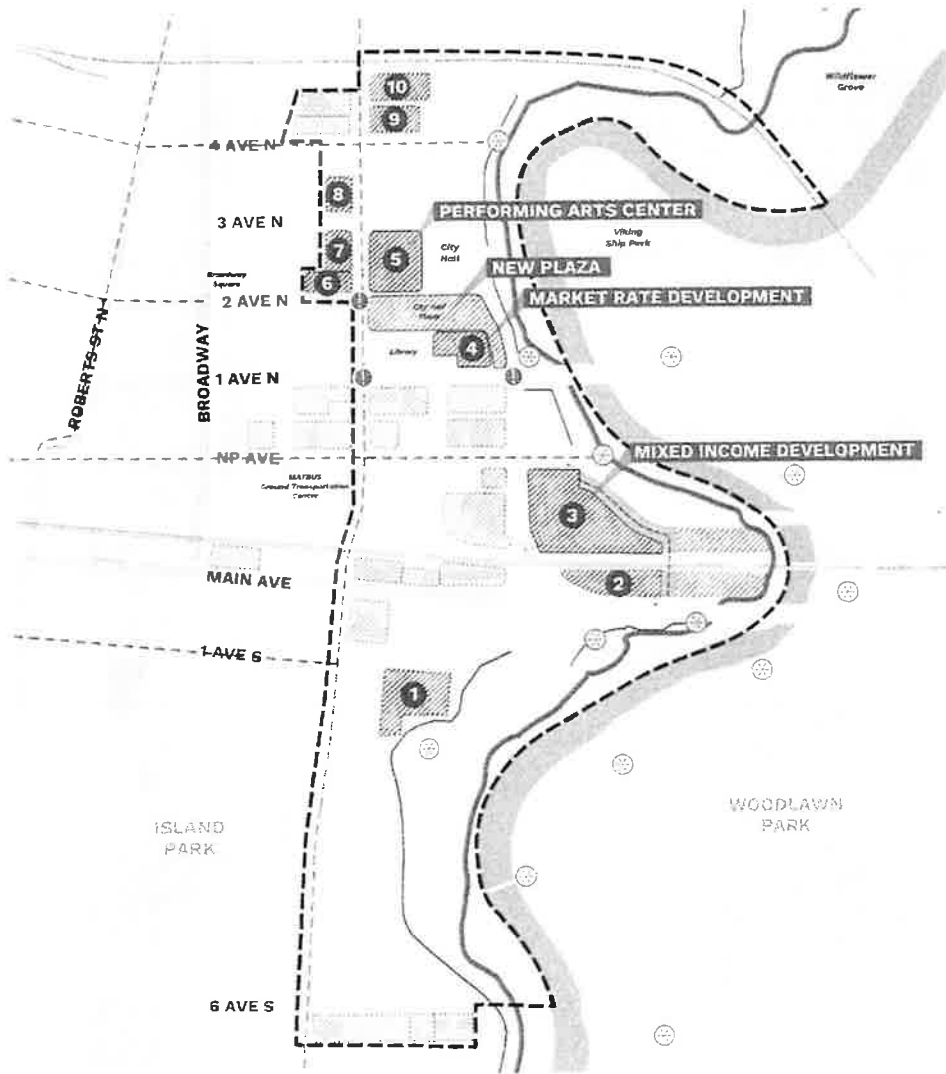 10
Wildflower
Grove
9
4 AVE N
8
PERFORMING ARTS CENTER
3 AVE N
Viking
Ship Park
City
Hall
7
5
NEW PLAZA
Broadway
Square
6
MARKET RATE DEVELOPMENT
2 AVE N
City Hall
Plaza
ROBERTS ST N
BROADWAY
Library
4
1 AVE N
MIXED INCOME DEVELOPMENT
NP AVE
MATBUS
Ground Transportation
Center
3
MAIN AVE
2
1 AVE S
1
ISLAND
PARK
WOODLAWN
PARK
6 AVE S